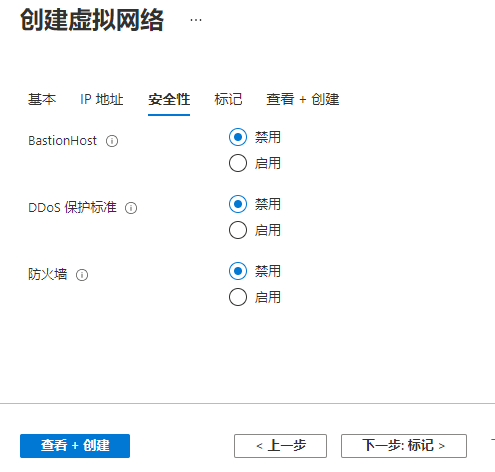 创建虚拟网络 ...
基本 IP 地址 安全性 标记 查看 + 创建
BastionHost 禁用
启用
DDoS 保护标准 禁用
启用
防火墙 禁用
启用
查看 + 创建 < 上一步 下一步: 标记 >